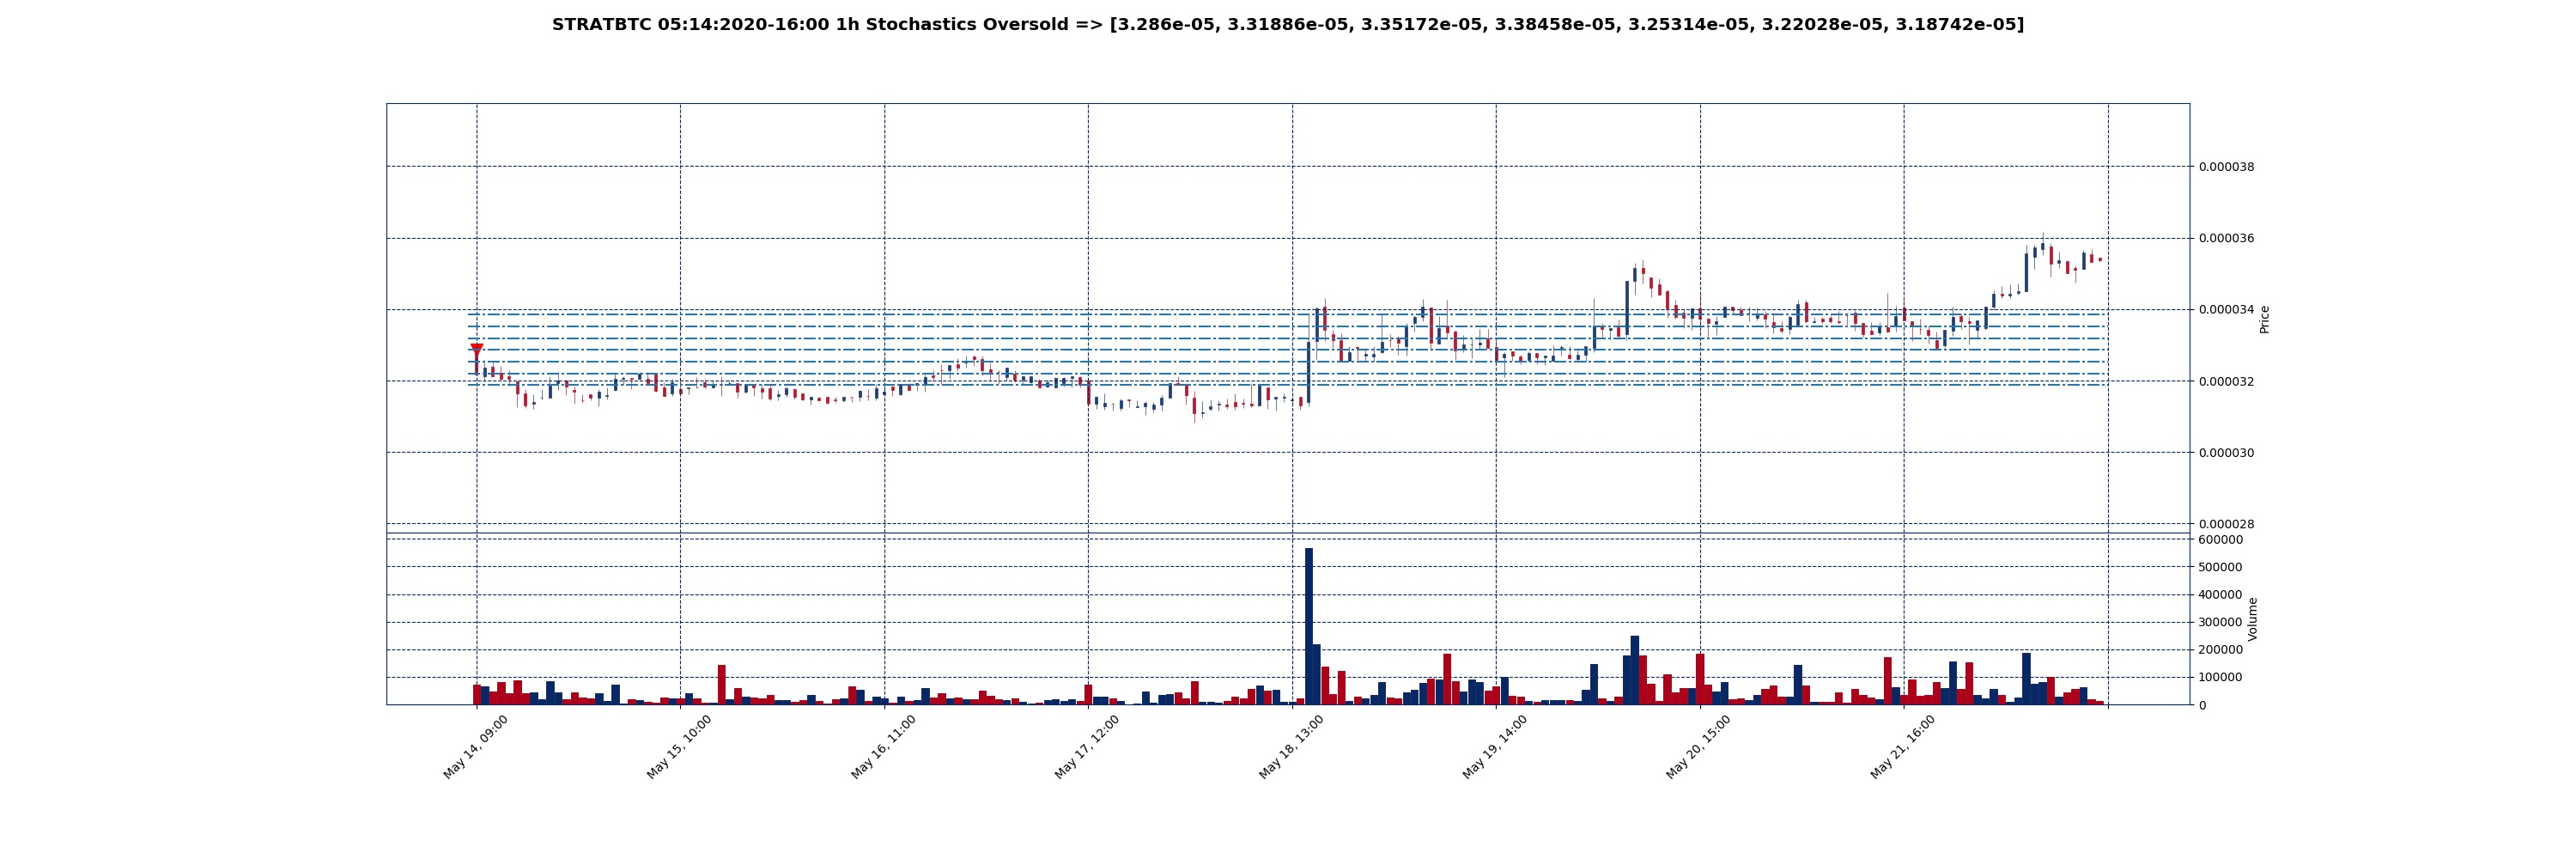 STRATBTC 05:14:2020-16:00 1h Stochastics Oversold => [3.286e-05, 3.31886e-05, 3.35172e-05, 3.38458e-05, 3.25314e-05, 3.22028e-05, 3.18742e-05]
0.000038
0.000036
0.000034
Price
0.000032
0.000030
0.000028
600000
500000
400000
300000
Volume
200000
100000
0
May 14, 09:00
May 15, 10:00
May 16, 11:00
May 17, 12:00
May 18, 13:00
May 19, 14:00
May 20, 15:00
May 21, 16:00